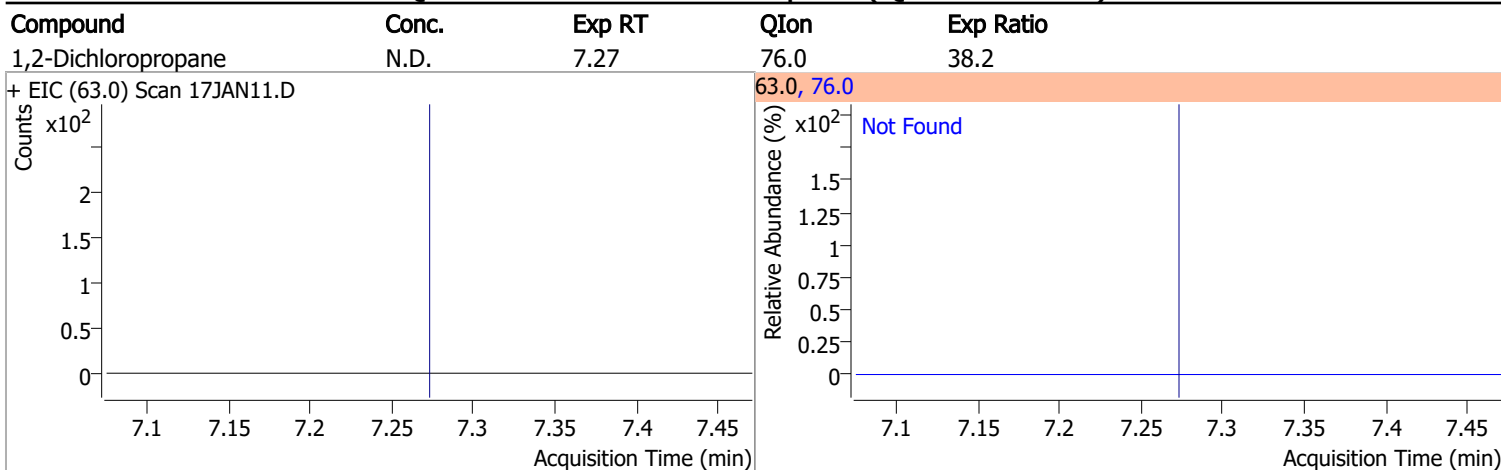 Compound Conc. Exp RT QIon Exp Ratio
1,2-Dichloropropane N.D. 7.27 76.0 38.2
+ EIC (63.0) Scan 17JAN11.D
Counts
x10²
2
1.5
1
0.5
0
7.1 7.15 7.2 7.25 7.3 7.35 7.4 7.45
Acquisition Time (min)
63.0, 76.0
Relative Abundance (%)
x10²
Not Found
1.5
1.25
1
0.75
0.5
0.25
0
7.1 7.15 7.2 7.25 7.3 7.35 7.4 7.45
Acquisition Time (min)